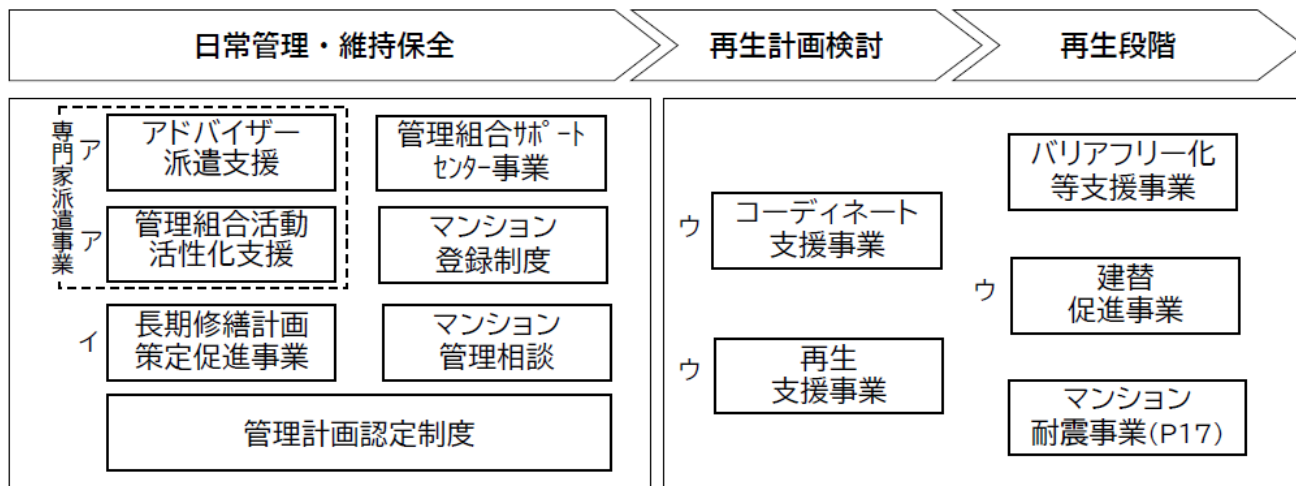 日常管理・維持保全
再生計画検討
再生段階
専門家派遣事業
ア
アドバイザー
派遣支援
ア
管理組合活動
活性化支援
イ
長期修繕計画
策定促進事業
管理組合ｻﾎﾟｰﾄ
ｾﾝﾀｰ事業
マンション
登録制度
マンション
管理相談
管理計画認定制度
ウ
コーディネート
支援事業
ウ
再生
支援事業
バリアフリー化
等支援事業
ウ
建替
促進事業
マンション
耐震事業(P17)